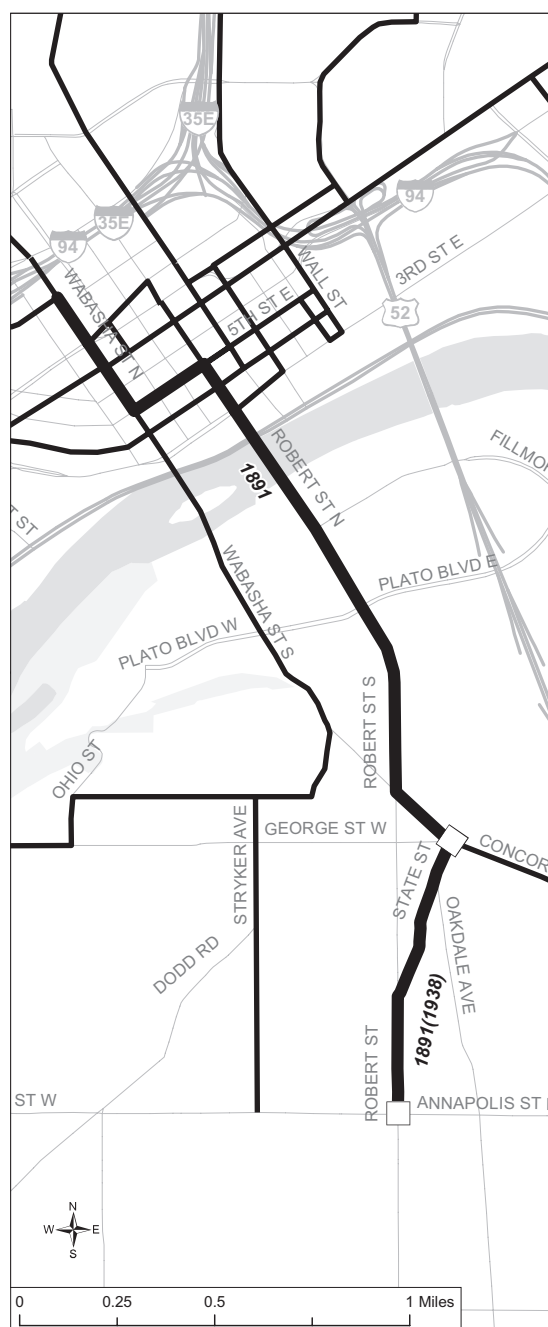 35E
94
35E
94
WABASHA ST N
WALL ST
3RD ST E
5TH ST E
52
ROBERT ST N
FILLMOR
1891
T ST
WABASHA ST S
PLATO BLVD E
PLATO BLVD W
ROBERT ST S
OHIO ST
GEORGE ST W
CONCOR
STRYKER AVE
STATE ST
OAKDALE AVE
DODD RD
1891(1938)
ROBERT ST
ST W
ANNAPOLIS ST
N
W E
S
0 0.25 0.5 1 Miles